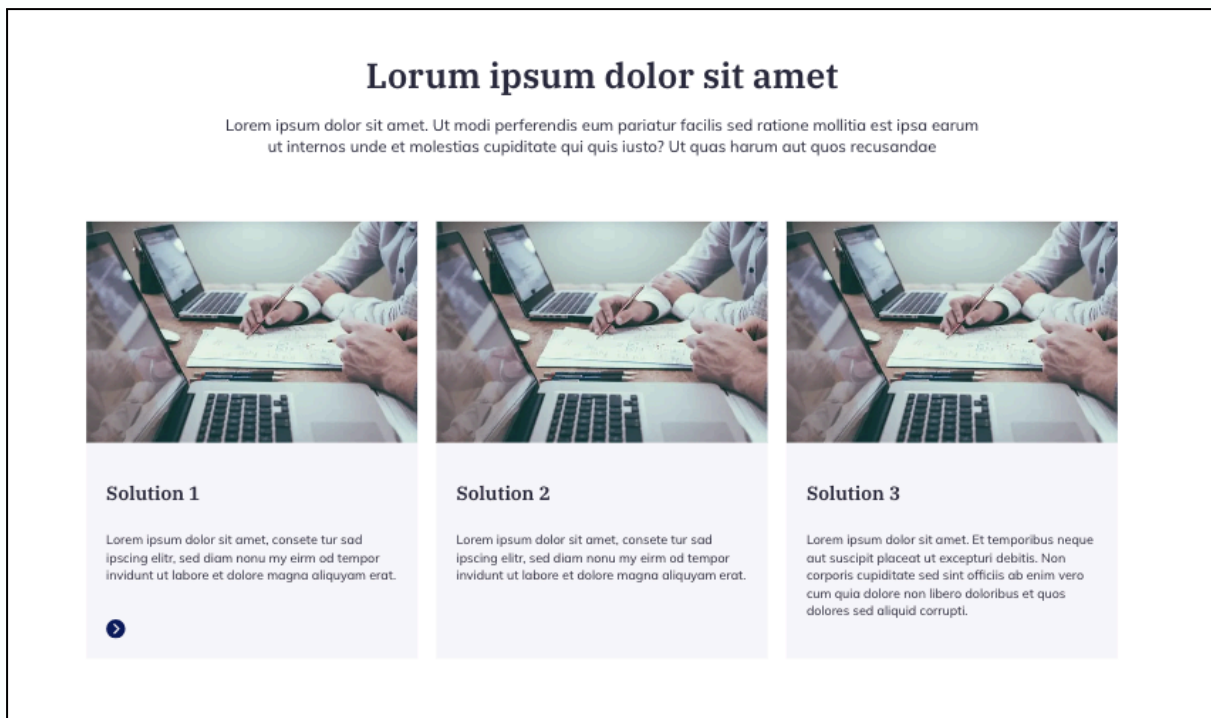 Lorum ipsum dolor sit amet
Lorem ipsum dolor sit amet. Ut modi perferendis eum pariatur facilis sed ratione mollitia est ipsa earum
ut internos unde et molestias cupiditate qui quis iusto? Ut quas harum aut quos recusandae
Solution 1
Lorem ipsum dolor sit amet, consete tur sad
ipscing elitr, sed diam nonu my eirm od tempor
invidunt ut labore et dolore magna aliquyam erat.
Solution 2
Lorem ipsum dolor sit amet, consete tur sad
ipscing elitr, sed diam nonu my eirm od tempor
invidunt ut labore et dolore magna aliquyam erat.
Solution 3
Lorem ipsum dolor sit amet. Et temporibus neque
aut suscipit placeat ut excepturi debitis. Non
corporis cupiditate sed sint officiis ab enim vero
cum quia dolore non libero doloribus et quos
dolores sed aliquid corrupti.